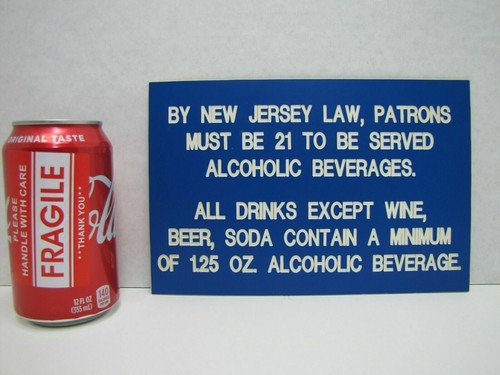 ORIGINAL TASTE
PLEASE
HANDLE WITH CARE
FRAGILE
**THANK YOU**
12 FL OZ
(355 mL)
140
BY NEW JERSEY LAW, PATRONS
MUST BE 21 TO BE SERVED
ALCOHOLIC BEVERAGES.
ALL DRINKS EXCEPT WINE,
BEER, SODA CONTAIN A MINIMUM
OF 1.25 OZ. ALCOHOLIC BEVERAGE.